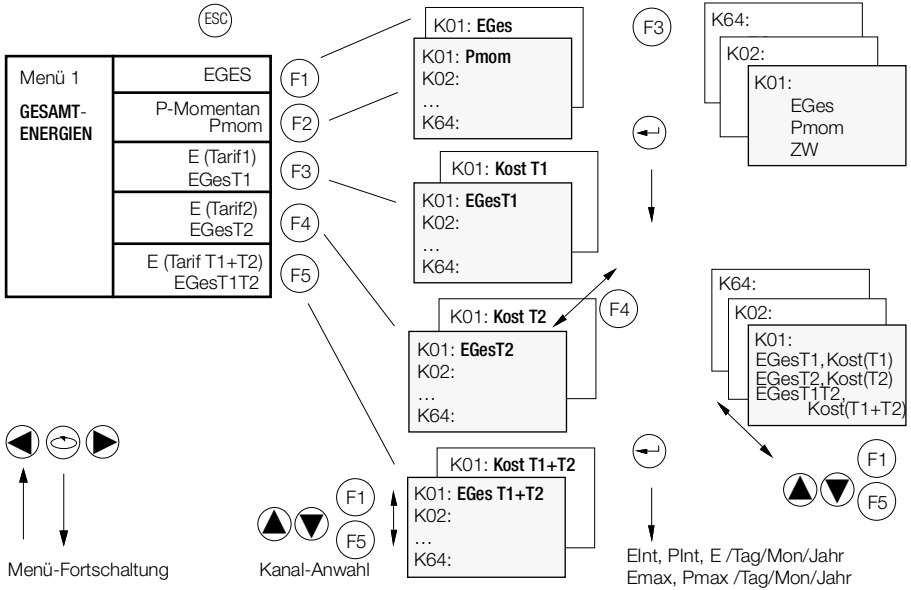 ESC
Menü 1
GESAMT-
ENERGIEN
EGES
F1
P-Momentan
Pmom
F2
E (Tarif1)
EGesT1
F3
E (Tarif2)
EGesT2
F4
E (Tarif T1+T2)
EGesT1T2
F5
K01: EGes
K01: Pmom
K02:
...
K64:
K01: Kost T1
K01: EGesT1
K02:
...
K64:
K01: Kost T2
K01: EGesT2
K02:
...
K64:
K01: Kost T1+T2
K01: EGes T1+T2
K02:
...
K64:
F3
F4
K64:
K02:
K01:
EGes
Pmom
ZW
K64:
K02:
K01:
EGesT1,Kost(T1)
EGesT2,Kost(T2)
EGesT1T2,
Kost(T1+T2)
F1
F5
Menü-Fortschaltung
F1
F5
Kanal-Anwahl
EInt, PInt, E /Tag/Mon/Jahr
Emax, Pmax /Tag/Mon/Jahr